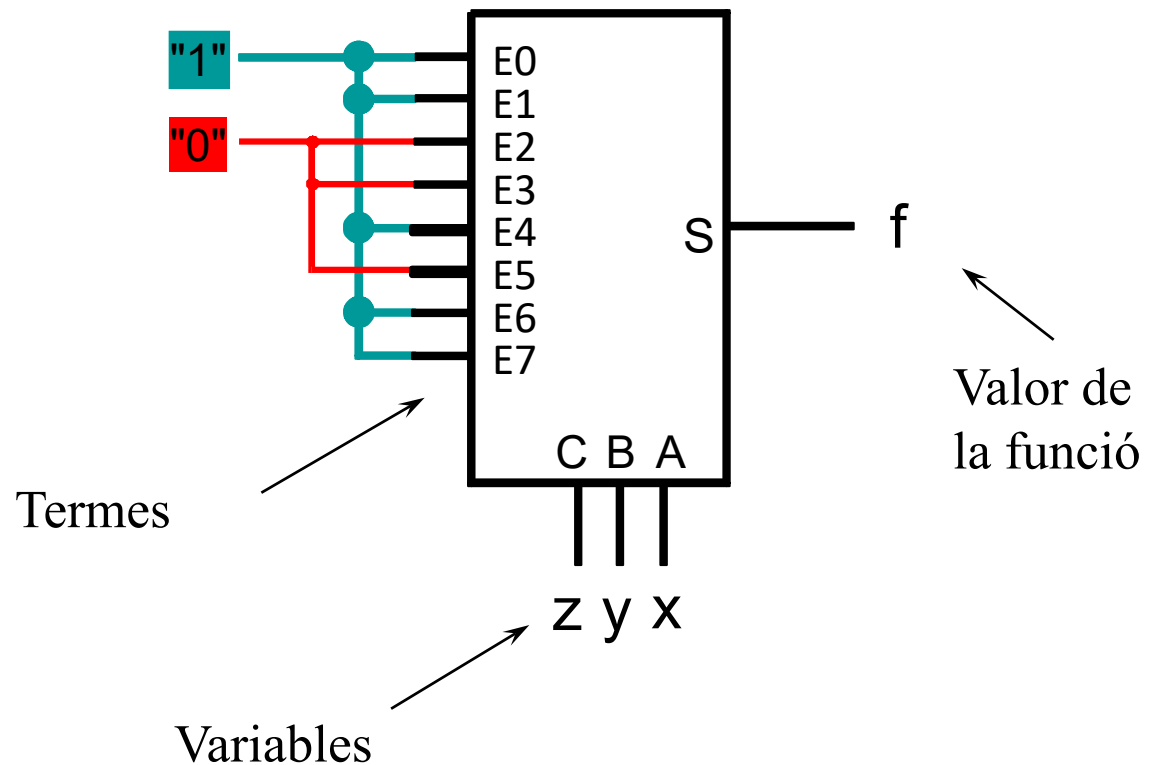 "1"
"0"
E0
E1
E2
E3
E4
E5
E6
E7
S
f
C B A
z y x
Termes
Variables
Valor de
la funció